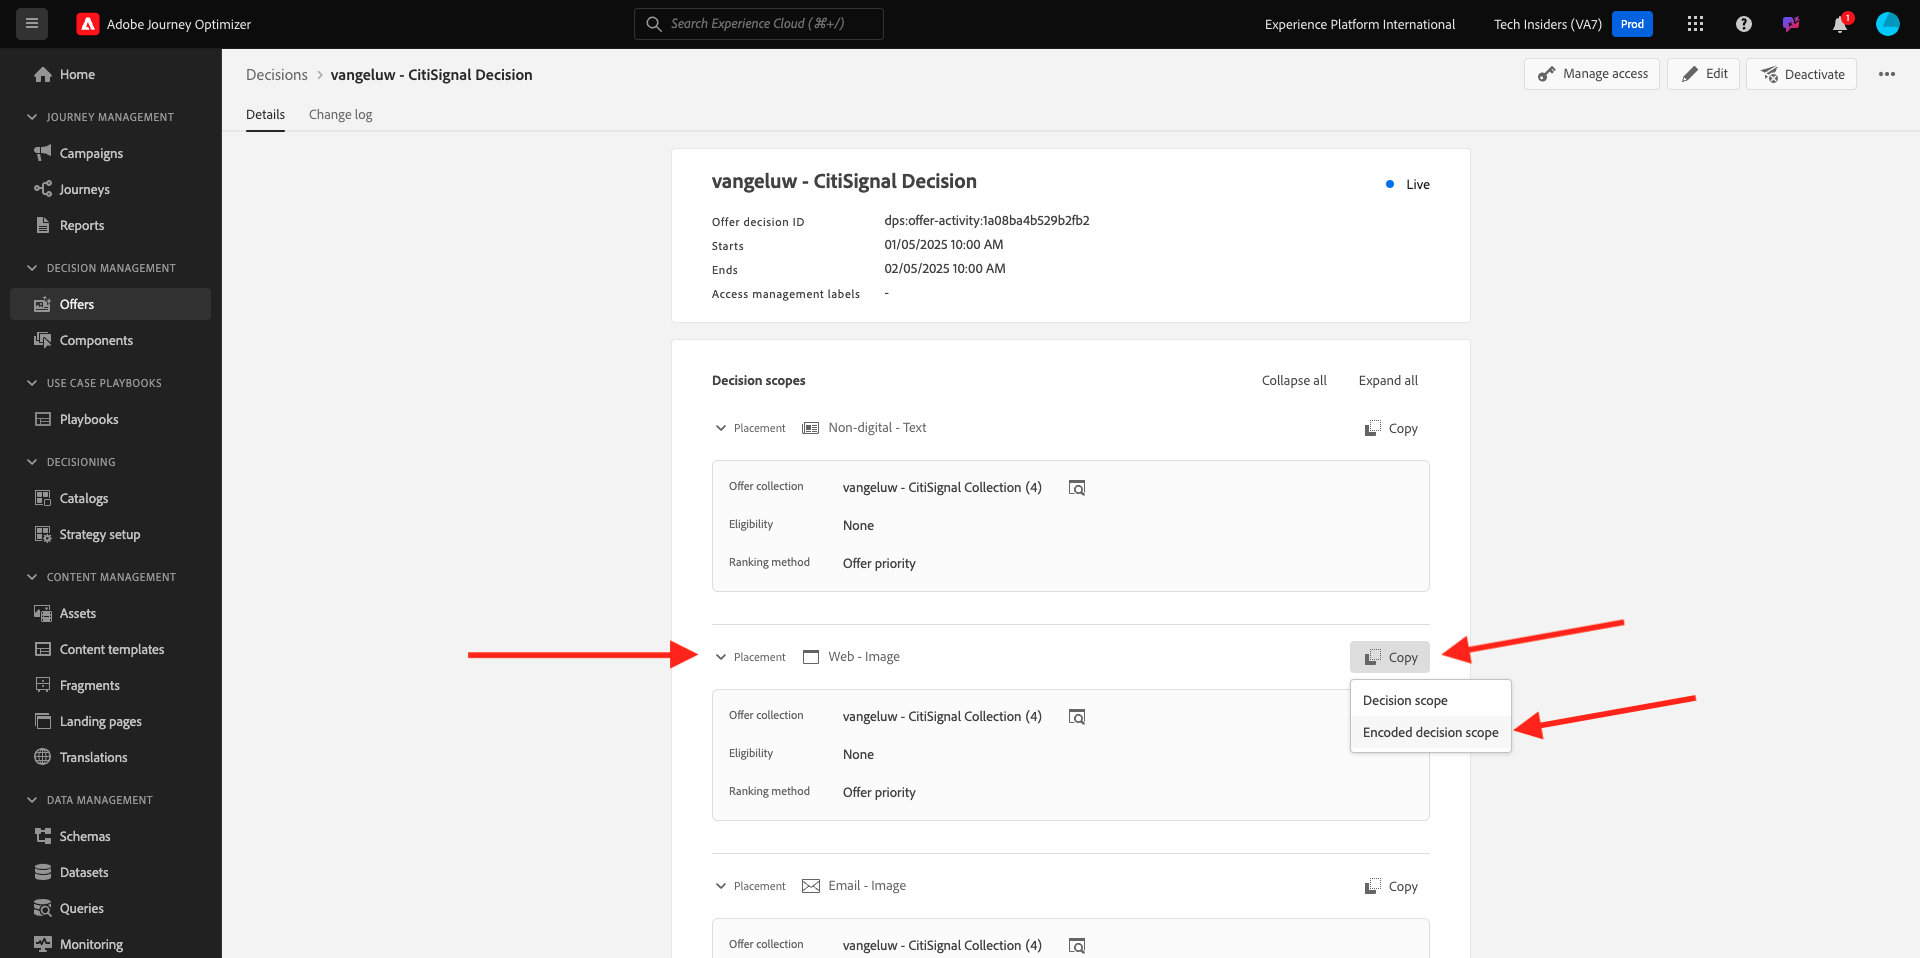 Adobe Journey Optimizer
Search Experience Cloud (⌘+/)
Experience Platform International
Tech Insiders (VA7)
Prod
1
Home
JOURNEY MANAGEMENT
Campaigns
Journeys
Reports
DECISION MANAGEMENT
Offers
Components
USE CASE PLAYBOOKS
Playbooks
DECISIONING
Catalogs
Strategy setup
CONTENT MANAGEMENT
Assets
Content templates
Fragments
Landing pages
Translations
DATA MANAGEMENT
Schemas
Datasets
Queries
Monitoring
Decisions > vangeluw - CitiSignal Decision
Manage access
Edit
Deactivate
Details
Change log
vangeluw - CitiSignal Decision
Live
Offer decision ID dps:offer-activity:1a08ba4b529b2fb2
Starts 01/05/2025 10:00 AM
Ends 02/05/2025 10:00 AM
Access management labels -
Decision scopes
Collapse all
Expand all
Placement Non-digital - Text
Copy
Offer collection vangeluw - CitiSignal Collection (4)
Eligibility None
Ranking method Offer priority
Placement Web - Image
Copy
Decision scope
Encoded decision scope
Offer collection vangeluw - CitiSignal Collection (4)
Eligibility None
Ranking method Offer priority
Placement Email - Image
Copy
Offer collection vangeluw - CitiSignal Collection (4)